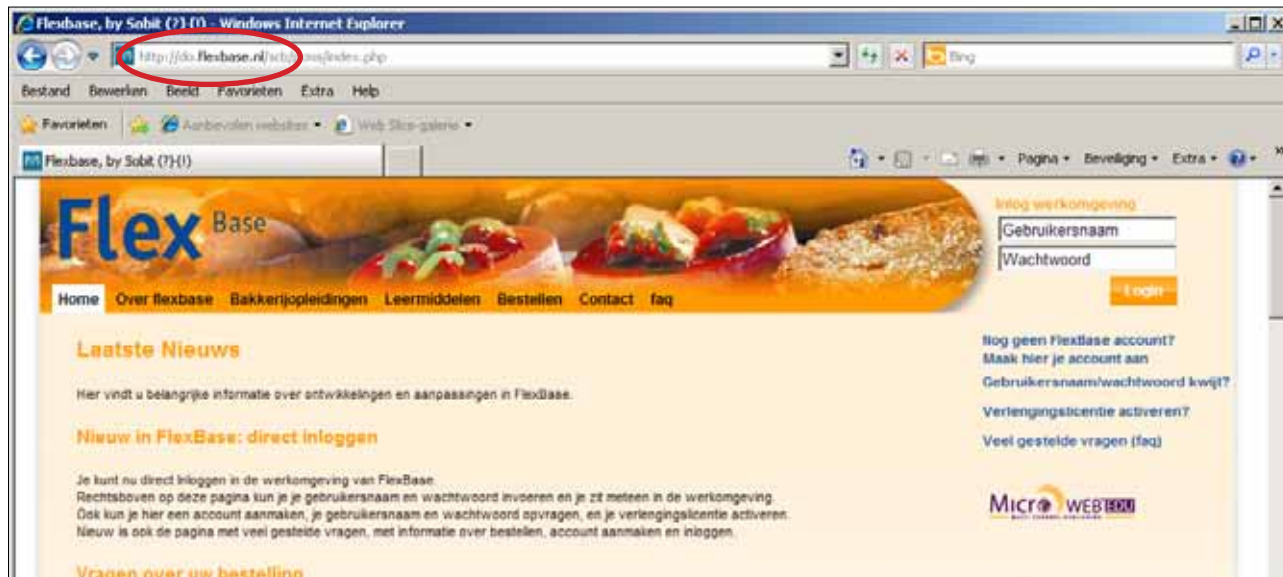 Flexbase, by Sobit (?)-(!) - Windows Internet Explorer
http://do.flexbase.nl/scb/index.php
Bing
Bestand Bewerken Beeld Favorieten Extra Help
Favorieten Aanbevolen websites Web Slice-galerie
Flexbase, by Sobit (?)-(!)
Pagina Beveiliging Extra
Flex Base
Inlog werkomgeving
Gebruikersnaam
Wachtwoord
Login
Home Over flexbase Bakkerijopleidingen Leermiddelen Bestellen Contact faq
Laatste Nieuws
Hier vindt u belangrijke informatie over ontwikkelingen en aanpassingen in FlexBase.
Nieuw in FlexBase: direct inloggen
Je kunt nu direct inloggen in de werkomgeving van FlexBase.
Rechtsboven op deze pagina kun je je gebruikersnaam en wachtwoord invoeren en je zit meteen in de werkomgeving.
Ook kun je hier een account aanmaken, je gebruikersnaam en wachtwoord opvragen, en je verlengingslicentie activeren.
Nieuw is ook de pagina met veel gestelde vragen, met informatie over bestellen, account aanmaken en inloggen.
Vragen over uw bestelling
Nog geen FlexBase account?
Maak hier je account aan
Gebruikersnaam/wachtwoord kwijt?
Verlengingslicentie activeren?
Veel gestelde vragen (faq)
Micro WEB EDU